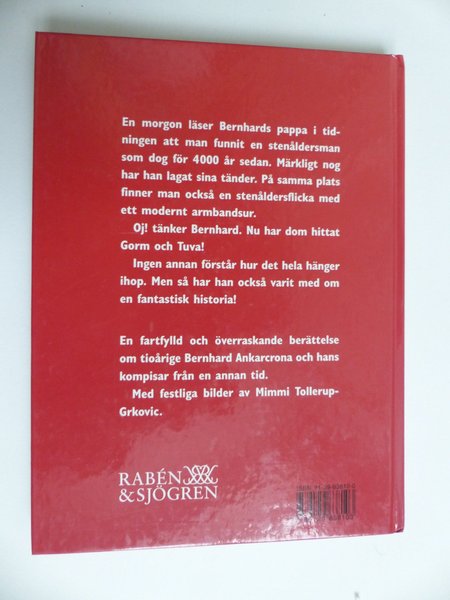 En morgon läser Bernhards pappa i tid-
ningen att man funnit en stenåldersman
som dog för 4000 år sedan. Märkligt nog
har han lagat sina tänder. På samma plats
finner man också en stenåldersflicka med
ett modernt armbandsur.
Oj! tänker Bernhard. Nu har dom hittat
Gorm och Tuva!
Ingen annan förstår hur det hela hänger
ihop. Men så har han också varit med om
en fantastisk historia!
En fartfylld och överraskande berättelse
om tioårige Bernhard Ankarcrona och hans
kompisar från en annan tid.
Med festliga bilder av Mimmi Tollerup-
Grkovic.
RABÉN
& SJÖGREN
ISBN